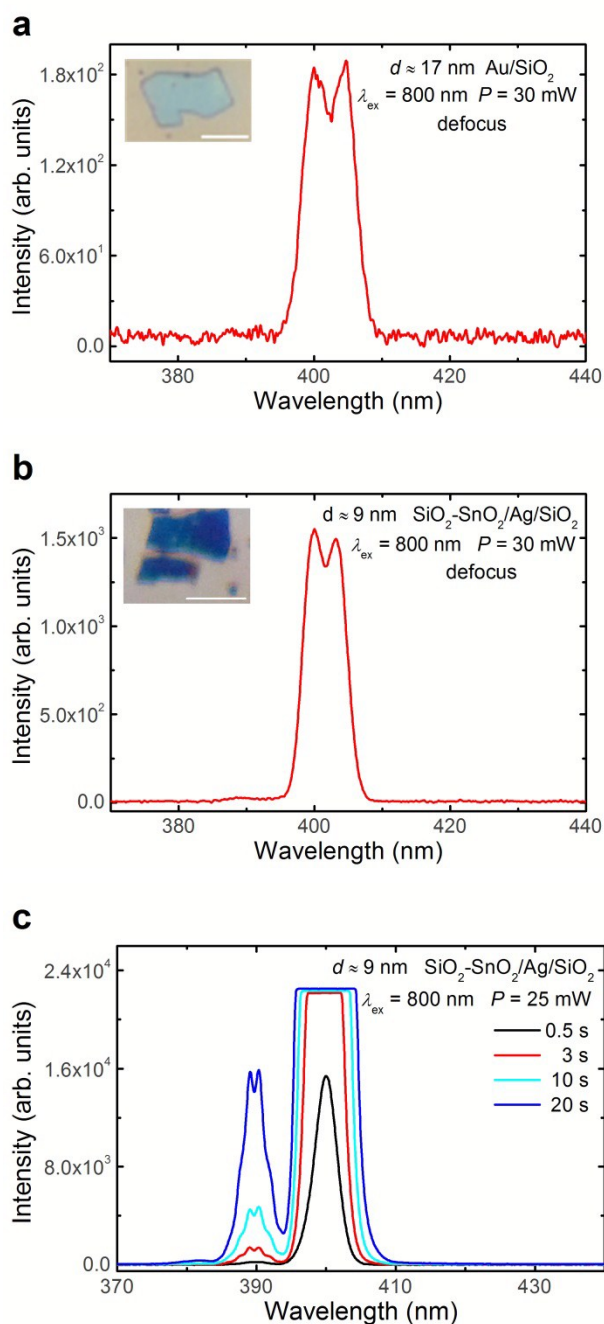 a
d ≈ 17 nm Au/SiO₂
λₑₓ = 800 nm P = 30 mW
defocus
1.8x10²
1.2x10²
6.0x10¹
0.0
Intensity (arb. units)
380 400 420 440
Wavelength (nm)
b
d ≈ 9 nm SiO₂-SnO₂/Ag/SiO₂
λₑₓ = 800 nm P = 30 mW
defocus
1.5x10³
1.0x10³
5.0x10²
0.0
Intensity (arb. units)
380 400 420 440
Wavelength (nm)
c
d ≈ 9 nm SiO₂-SnO₂/Ag/SiO₂
λₑₓ = 800 nm P = 25 mW
0.5 s
3 s
10 s
20 s
2.4x10⁴
1.6x10⁴
8.0x10³
0.0
Intensity (arb. units)
370 390 410 430
Wavelength (nm)